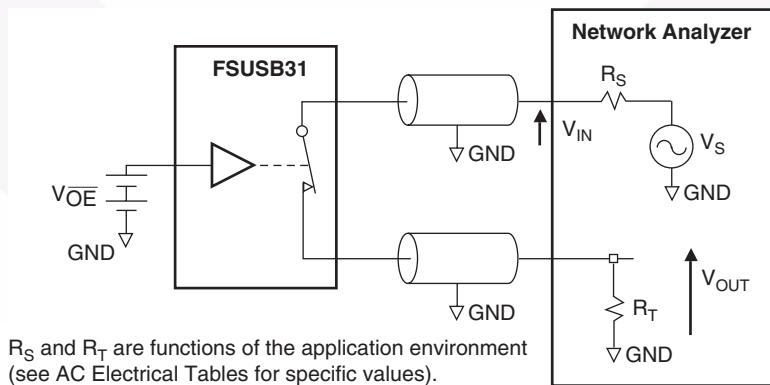 Network Analyzer
FSUSB31
R_S
GND
V_IN
V_S
GND
V_OE̅
GND
GND
V_OUT
R_T
GND
R_S and R_T are functions of the application environment
(see AC Electrical Tables for specific values).